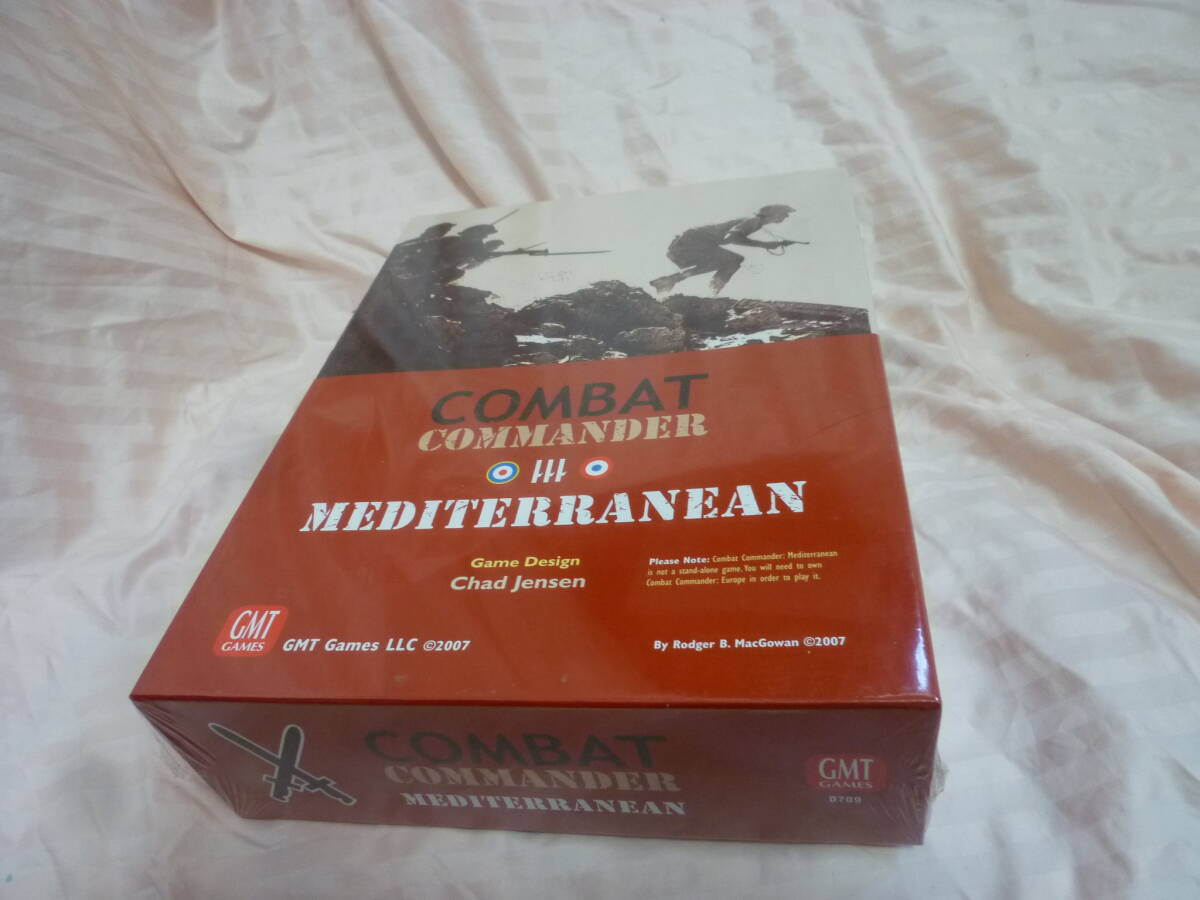 COMBAT
COMMANDER
MEDITERRANEAN
Game Design
Chad Jensen
Please Note: Combat Commander: Mediterranean
is not a stand-alone game. You will need to own
Combat Commander: Europe in order to play it.
GMT
GAMES
GMT Games LLC ©2007
By Rodger B. MacGowan ©2007
COMBAT
COMMANDER
MEDITERRANEAN
GMT
GAMES
0709